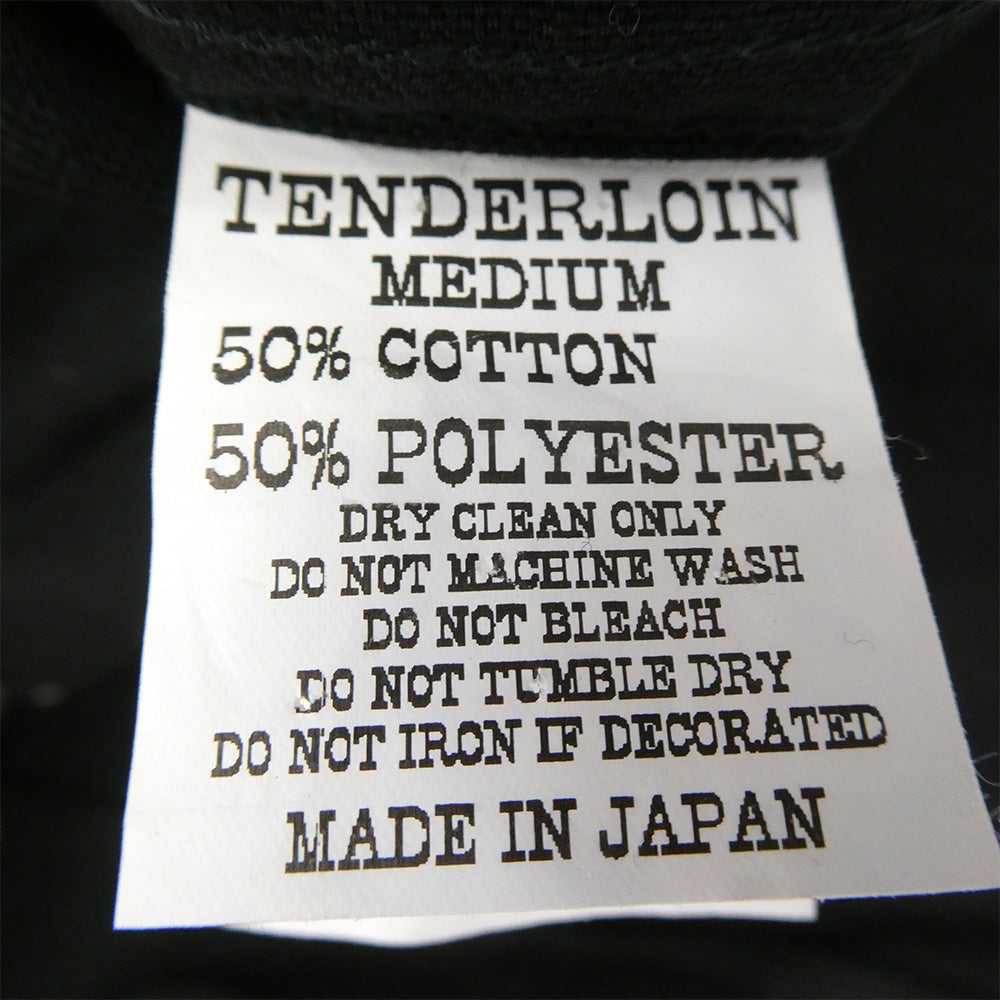 TENDERLOIN
MEDIUM
50% COTTON
50% POLYESTER
DRY CLEAN ONLY
DO NOT MACHINE WASH
DO NOT BLEACH
DO NOT TUMBLE DRY
DO NOT IRON IF DECORATED
MADE IN JAPAN